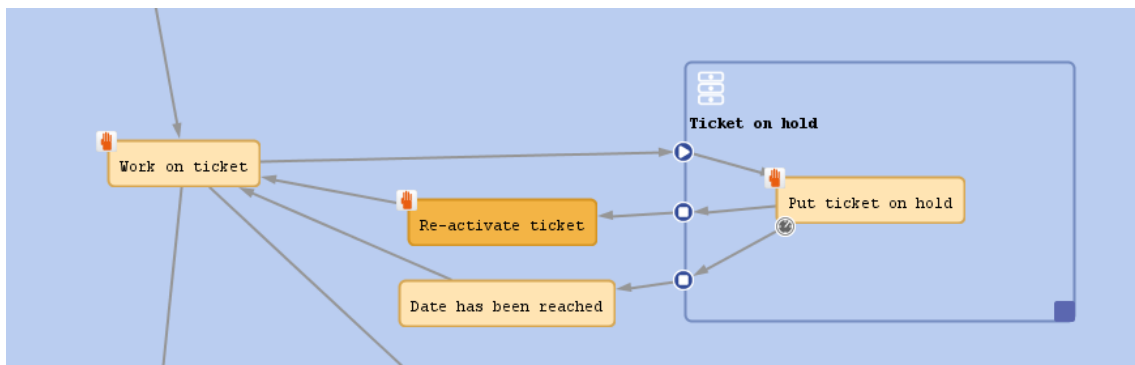 Ticket on hold
Work on ticket
Put ticket on hold
Re-activate ticket
Date has been reached